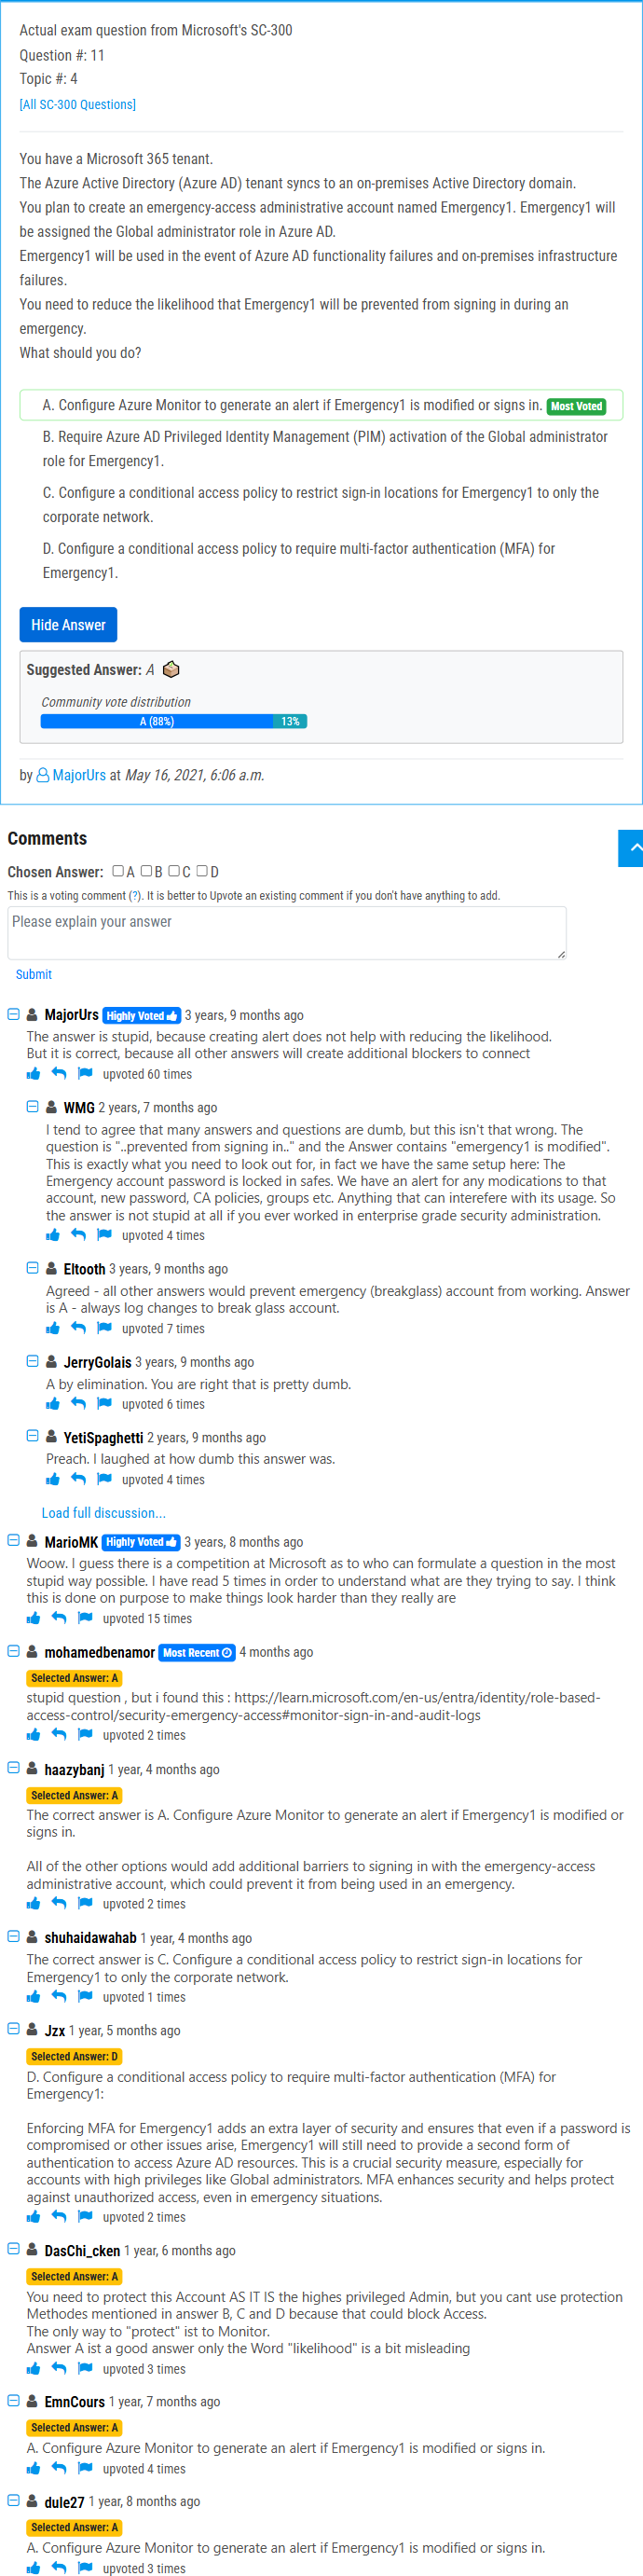 Actual exam question from Microsoft's SC-300
Question #: 11
Topic #: 4
[All SC-300 Questions]
You have a Microsoft 365 tenant.
The Azure Active Directory (Azure AD) tenant syncs to an on-premises Active Directory domain.
You plan to create an emergency-access administrative account named Emergency1. Emergency1 will
be assigned the Global administrator role in Azure AD.
Emergency1 will be used in the event of Azure AD functionality failures and on-premises infrastructure
failures.
You need to reduce the likelihood that Emergency1 will be prevented from signing in during an
emergency.
What should you do?
A. Configure Azure Monitor to generate an alert if Emergency1 is modified or signs in. Most Voted
B. Require Azure AD Privileged Identity Management (PIM) activation of the Global administrator
role for Emergency1.
C. Configure a conditional access policy to restrict sign-in locations for Emergency1 to only the
corporate network.
D. Configure a conditional access policy to require multi-factor authentication (MFA) for
Emergency1.
Hide Answer
Suggested Answer: A
Community vote distribution
A (88%) 13%
by MajorUrs at May 16, 2021, 6:06 a.m.
Comments
Chosen Answer: A B C D
This is a voting comment (?). It is better to Upvote an existing comment if you don't have anything to add.
Please explain your answer
Submit
MajorUrs Highly Voted 3 years, 9 months ago
The answer is stupid, because creating alert does not help with reducing the likelihood.
But it is correct, because all other answers will create additional blockers to connect
upvoted 60 times
WMG 2 years, 7 months ago
I tend to agree that many answers and questions are dumb, but this isn't that wrong. The
question is "..prevented from signing in.." and the Answer contains "emergency1 is modified".
This is exactly what you need to look out for, in fact we have the same setup here: The
Emergency account password is locked in safes. We have an alert for any modications to that
account, new password, CA policies, groups etc. Anything that can interefere with its usage. So
the answer is not stupid at all if you ever worked in enterprise grade security administration.
upvoted 4 times
Eltooth 3 years, 9 months ago
Agreed - all other answers would prevent emergency (breakglass) account from working. Answer
is A - always log changes to break glass account.
upvoted 7 times
JerryGolais 3 years, 9 months ago
A by elimination. You are right that is pretty dumb.
upvoted 6 times
YetiSpaghetti 2 years, 9 months ago
Preach. I laughed at how dumb this answer was.
upvoted 4 times
Load full discussion...
MarioMK Highly Voted 3 years, 8 months ago
Woow. I guess there is a competition at Microsoft as to who can formulate a question in the most
stupid way possible. I have read 5 times in order to understand what are they trying to say. I think
this is done on purpose to make things look harder than they really are
upvoted 15 times
mohamedbenamor Most Recent 4 months ago
Selected Answer: A
stupid question , but i found this : https://learn.microsoft.com/en-us/entra/identity/role-based-
access-control/security-emergency-access#monitor-sign-in-and-audit-logs
upvoted 2 times
haazybanj 1 year, 4 months ago
Selected Answer: A
The correct answer is A. Configure Azure Monitor to generate an alert if Emergency1 is modified or
signs in.
All of the other options would add additional barriers to signing in with the emergency-access
administrative account, which could prevent it from being used in an emergency.
upvoted 2 times
shuhaidawahab 1 year, 4 months ago
The correct answer is C. Configure a conditional access policy to restrict sign-in locations for
Emergency1 to only the corporate network.
upvoted 1 times
Jzx 1 year, 5 months ago
Selected Answer: D
D. Configure a conditional access policy to require multi-factor authentication (MFA) for
Emergency1:
Enforcing MFA for Emergency1 adds an extra layer of security and ensures that even if a password is
compromised or other issues arise, Emergency1 will still need to provide a second form of
authentication to access Azure AD resources. This is a crucial security measure, especially for
accounts with high privileges like Global administrators. MFA enhances security and helps protect
against unauthorized access, even in emergency situations.
upvoted 2 times
DasChi_cken 1 year, 6 months ago
Selected Answer: A
You need to protect this Account AS IT IS the highes privileged Admin, but you cant use protection
Methodes mentioned in answer B, C and D because that could block Access.
The only way to "protect" ist to Monitor.
Answer A ist a good answer only the Word "likelihood" is a bit misleading
upvoted 3 times
EmnCours 1 year, 7 months ago
Selected Answer: A
A. Configure Azure Monitor to generate an alert if Emergency1 is modified or signs in.
upvoted 4 times
dule27 1 year, 8 months ago
Selected Answer: A
A. Configure Azure Monitor to generate an alert if Emergency1 is modified or signs in.
upvoted 3 times